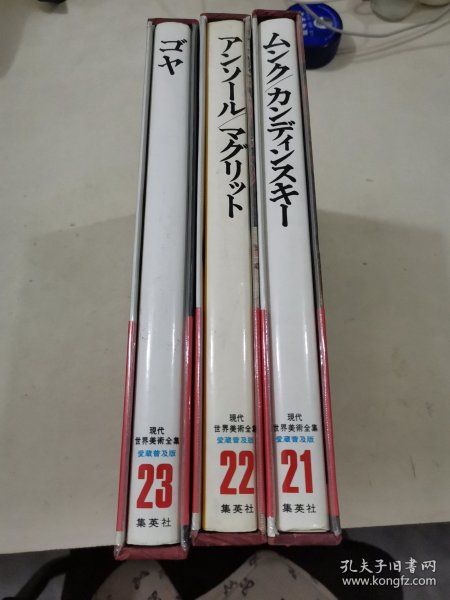 ゴヤ
現代
世界美術全集
愛蔵普及版
23
集英社
アンソール/マグリット
現代
世界美術全集
愛蔵普及版
22
集英社
ムンク/カンディンスキー
現代
世界美術全集
愛蔵普及版
21
集英社
孔夫子旧书网
www.kongfz.com